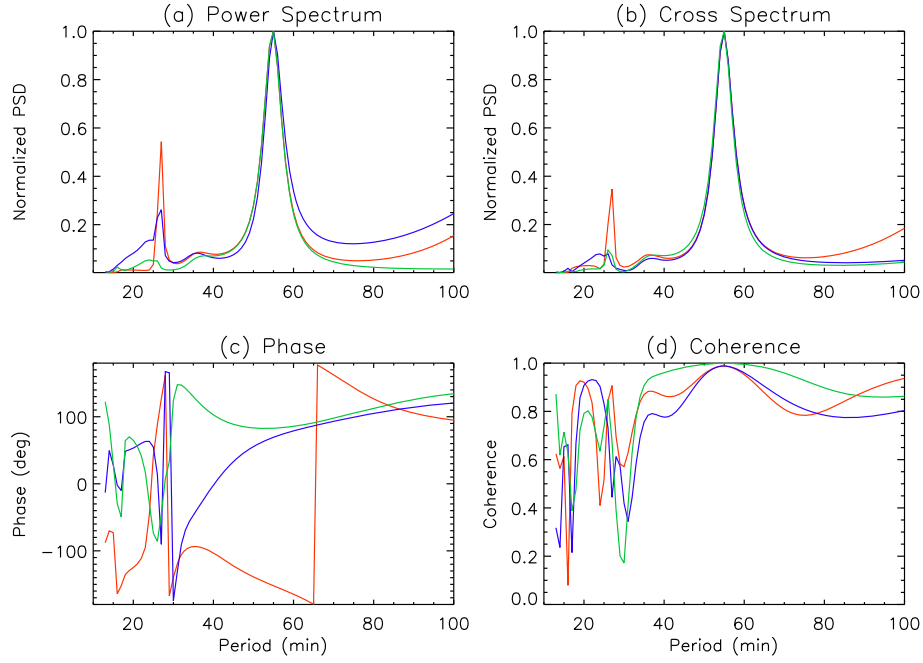 (a) Power Spectrum
(b) Cross Spectrum
1.0
0.8
0.6
0.4
0.2
Normalized PSD
20 40 60 80 100
1.0
0.8
0.6
0.4
0.2
Normalized PSD
20 40 60 80 100
(c) Phase
(d) Coherence
100
0
-100
Phase (deg)
20 40 60 80 100
Period (min)
1.0
0.8
0.6
0.4
0.2
0.0
Coherence
20 40 60 80 100
Period (min)